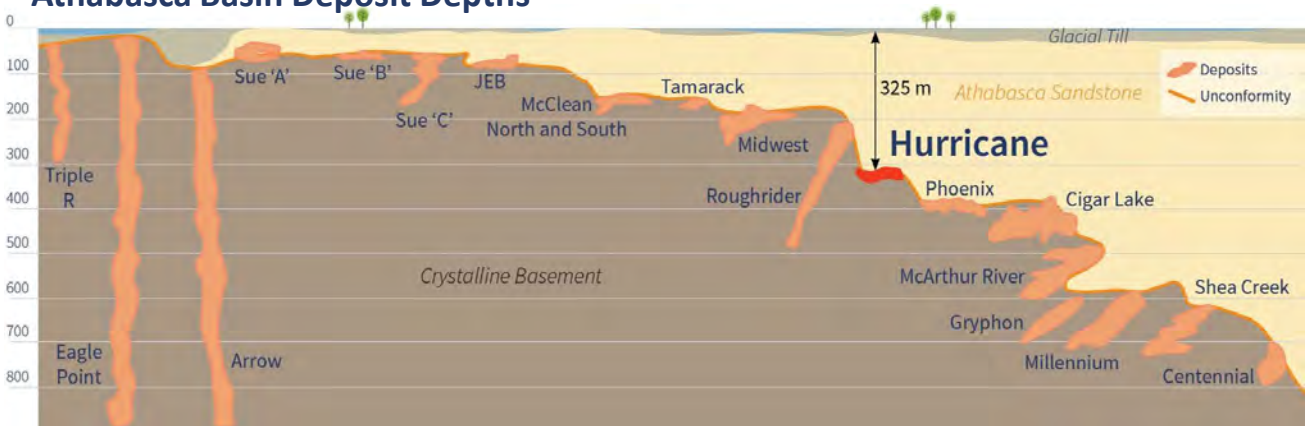 Athabasca Basin Deposit Depths
0
100
200
300
400
500
600
700
800
Glacial Till
Athabasca Sandstone
Deposits
Unconformity
325 m
Hurricane
Sue ‘A’
Sue ‘B’
Sue ‘C’
JEB
McClean
North and South
Tamarack
Midwest
Roughrider
Triple
R
Phoenix
Cigar Lake
Crystalline Basement
McArthur River
Shea Creek
Gryphon
Eagle
Point
Arrow
Millennium
Centennial